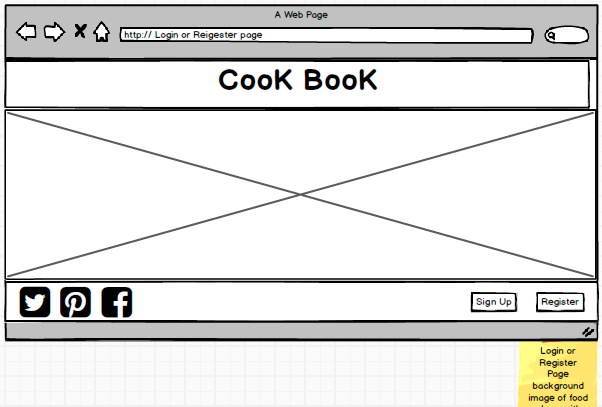 A Web Page
http:// Login or Reigester page
CooK BooK
Sign Up
Register
Login or
Register
Page
background
image of food